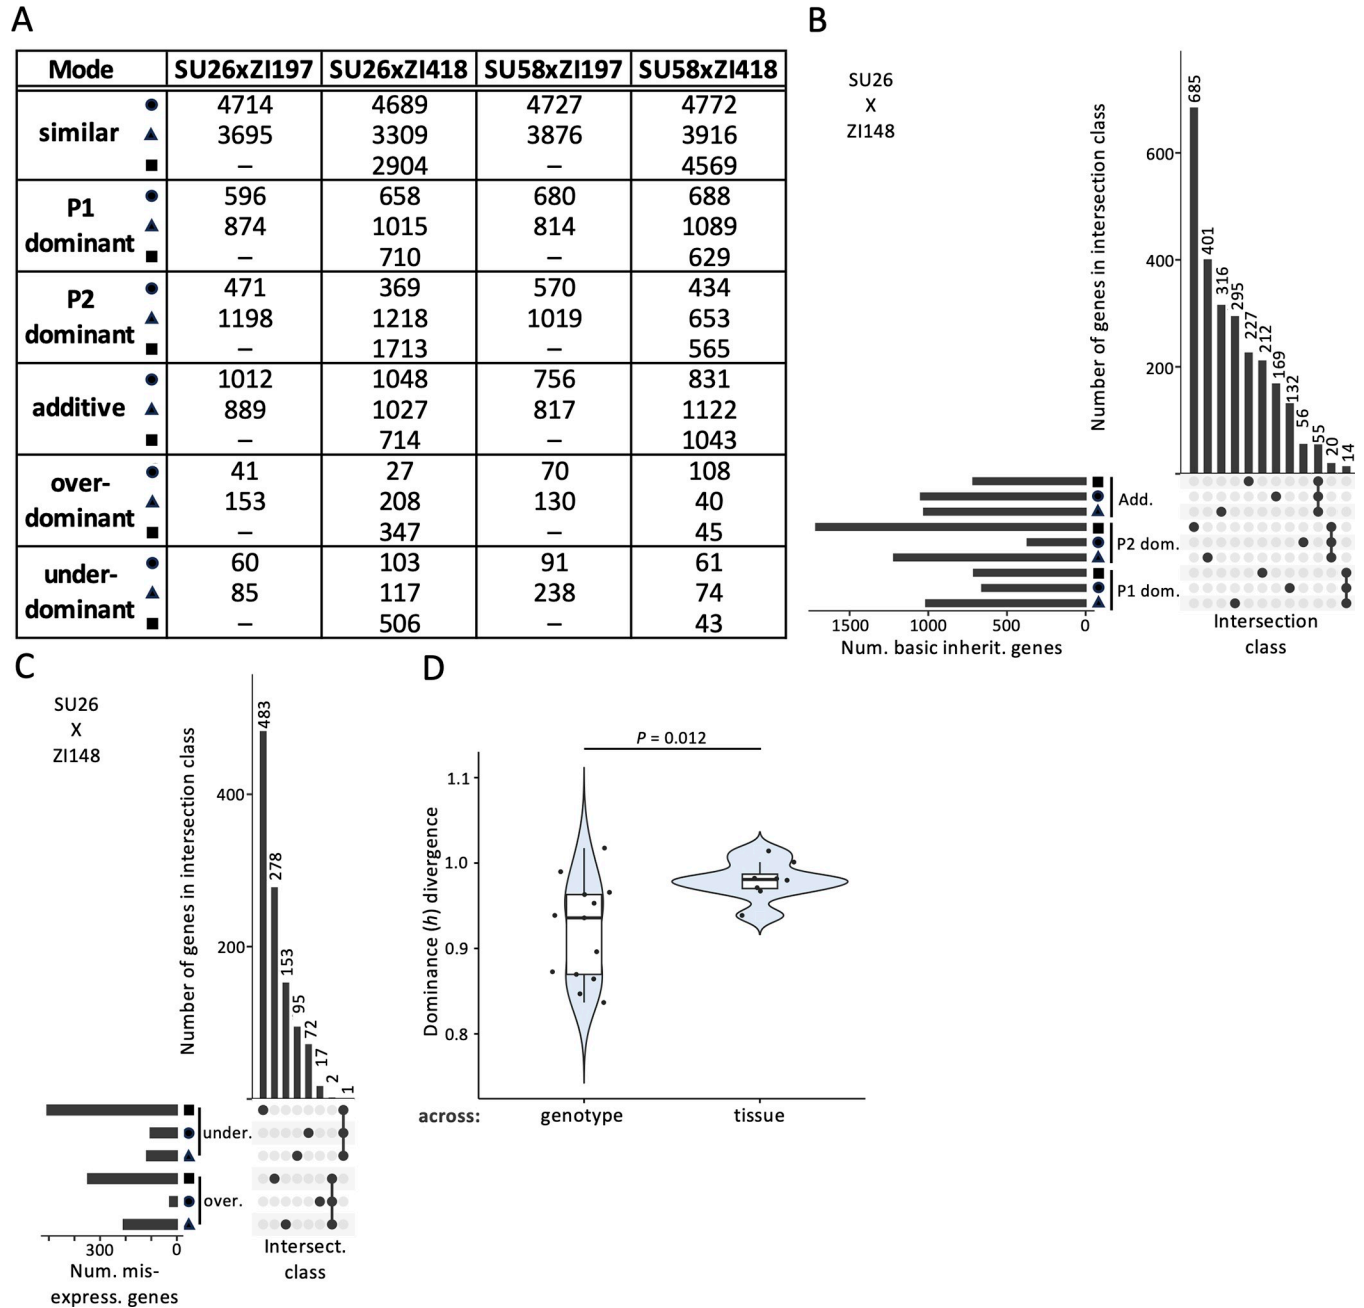 A
Mode SU26xZI197 SU26xZI418 SU58xZI197 SU58xZI418
similar
4714 4689 4727 4772
3695 3309 3876 3916
– 2904 – 4569
P1 dominant
596 658 680 688
874 1015 814 1089
– 710 – 629
P2 dominant
471 369 570 434
1198 1218 1019 653
– 1713 – 565
additive
1012 1048 756 831
889 1027 817 1122
– 714 – 1043
over-dominant
41 27 70 108
153 208 130 40
– 347 – 45
under-dominant
60 103 91 61
85 117 238 74
– 506 – 43
B
SU26
X
ZI148
Number of genes in intersection class
600
400
200
685 401 316 295 227 212 169 132 56 55 20 14
Add.
P2 dom.
P1 dom.
1500 1000 500 0
Num. basic inherit. genes
Intersection
class
C
SU26
X
ZI148
Number of genes in intersection class
400
200
483 278 153 95 72 17 2 1
under.
over.
300 0
Num. mis-
express. genes
Intersect.
class
D
P = 0.012
Dominance (h) divergence
1.1
1.0
0.9
0.8
across: genotype tissue